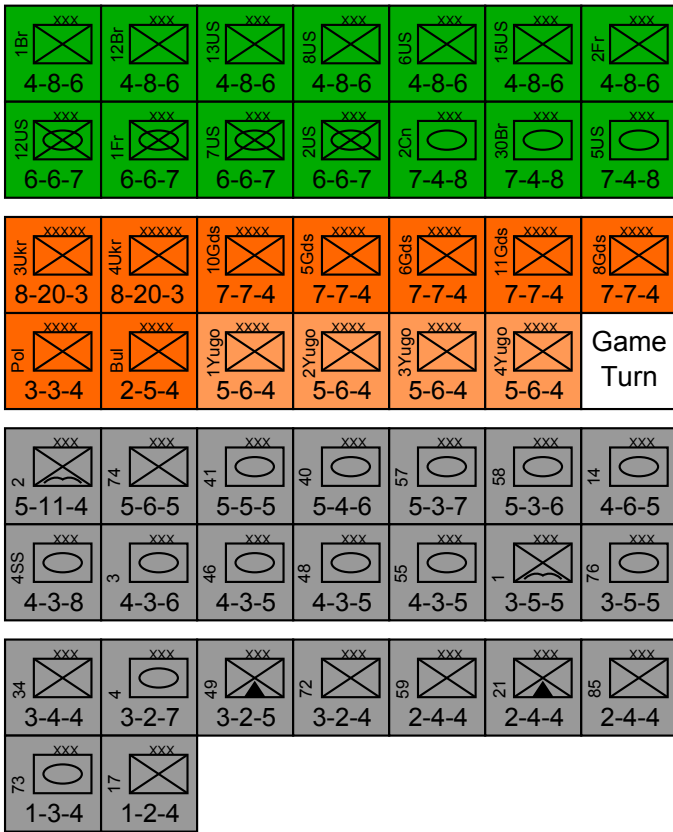 1Br XXX 4-8-6
12Br XXX 4-8-6
13US XXX 4-8-6
8US XXX 4-8-6
6US XXX 4-8-6
15US XXX 4-8-6
2Fr XXX 4-8-6
12US XXX 6-6-7
1Fr XXX 6-6-7
7US XXX 6-6-7
2US XXX 6-6-7
2Cn XXX 7-4-8
30Br XXX 7-4-8
5US XXX 7-4-8
3Ukr XXXXX 8-20-3
4Ukr XXXXX 8-20-3
10Gds XXXX 7-7-4
5Gds XXXX 7-7-4
6Gds XXXX 7-7-4
11Gds XXXX 7-7-4
8Gds XXXX 7-7-4
Pol XXXX 3-3-4
Bul XXXX 2-5-4
1Yugo XXXX 5-6-4
2Yugo XXXX 5-6-4
3Yugo XXXX 5-6-4
4Yugo XXXX 5-6-4
Game
Turn
2 XXX 5-11-4
74 XXX 5-6-5
41 XXX 5-5-5
40 XXX 5-4-6
57 XXX 5-3-7
58 XXX 5-3-6
14 XXX 4-6-5
4SS XXX 4-3-8
3 XXX 4-3-6
46 XXX 4-3-5
48 XXX 4-3-5
55 XXX 4-3-5
1 XXX 3-5-5
76 XXX 3-5-5
34 XXX 3-4-4
4 XXX 3-2-7
49 XXX 3-2-5
72 XXX 3-2-4
59 XXX 2-4-4
21 XXX 2-4-4
85 XXX 2-4-4
73 XXX 1-3-4
17 XXX 1-2-4